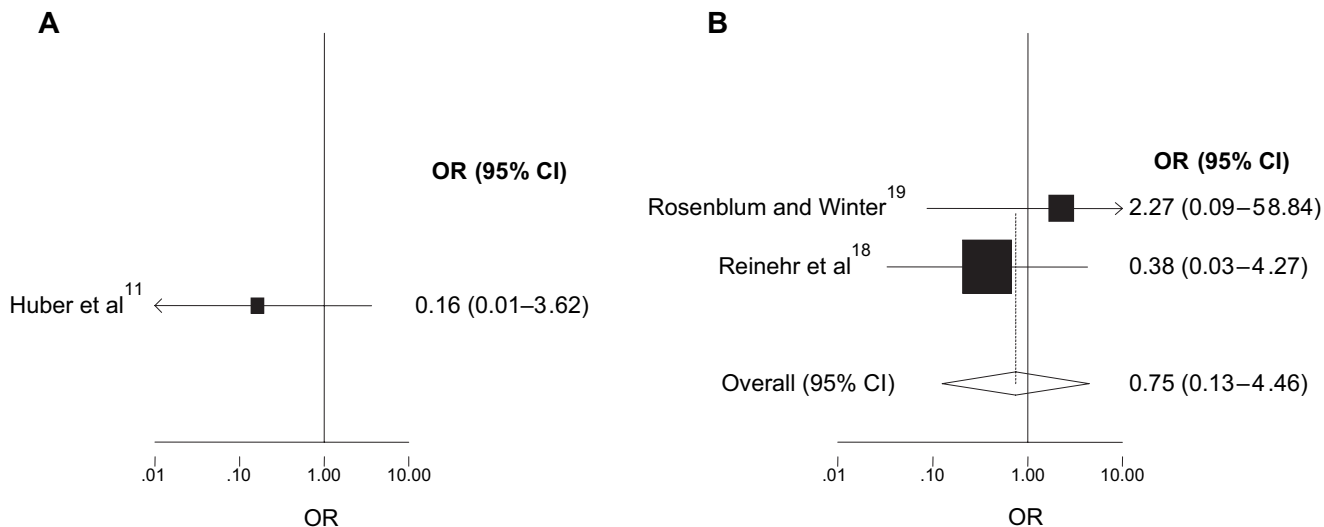 A
OR (95% CI)
Huber et al11
0.16 (0.01–3.62)
.01 .10 1.00 10.00
OR
B
OR (95% CI)
Rosenblum and Winter19
2.27 (0.09–58.84)
Reinehr et al18
0.38 (0.03–4.27)
Overall (95% CI)
0.75 (0.13–4.46)
.01 .10 1.00 10.00
OR